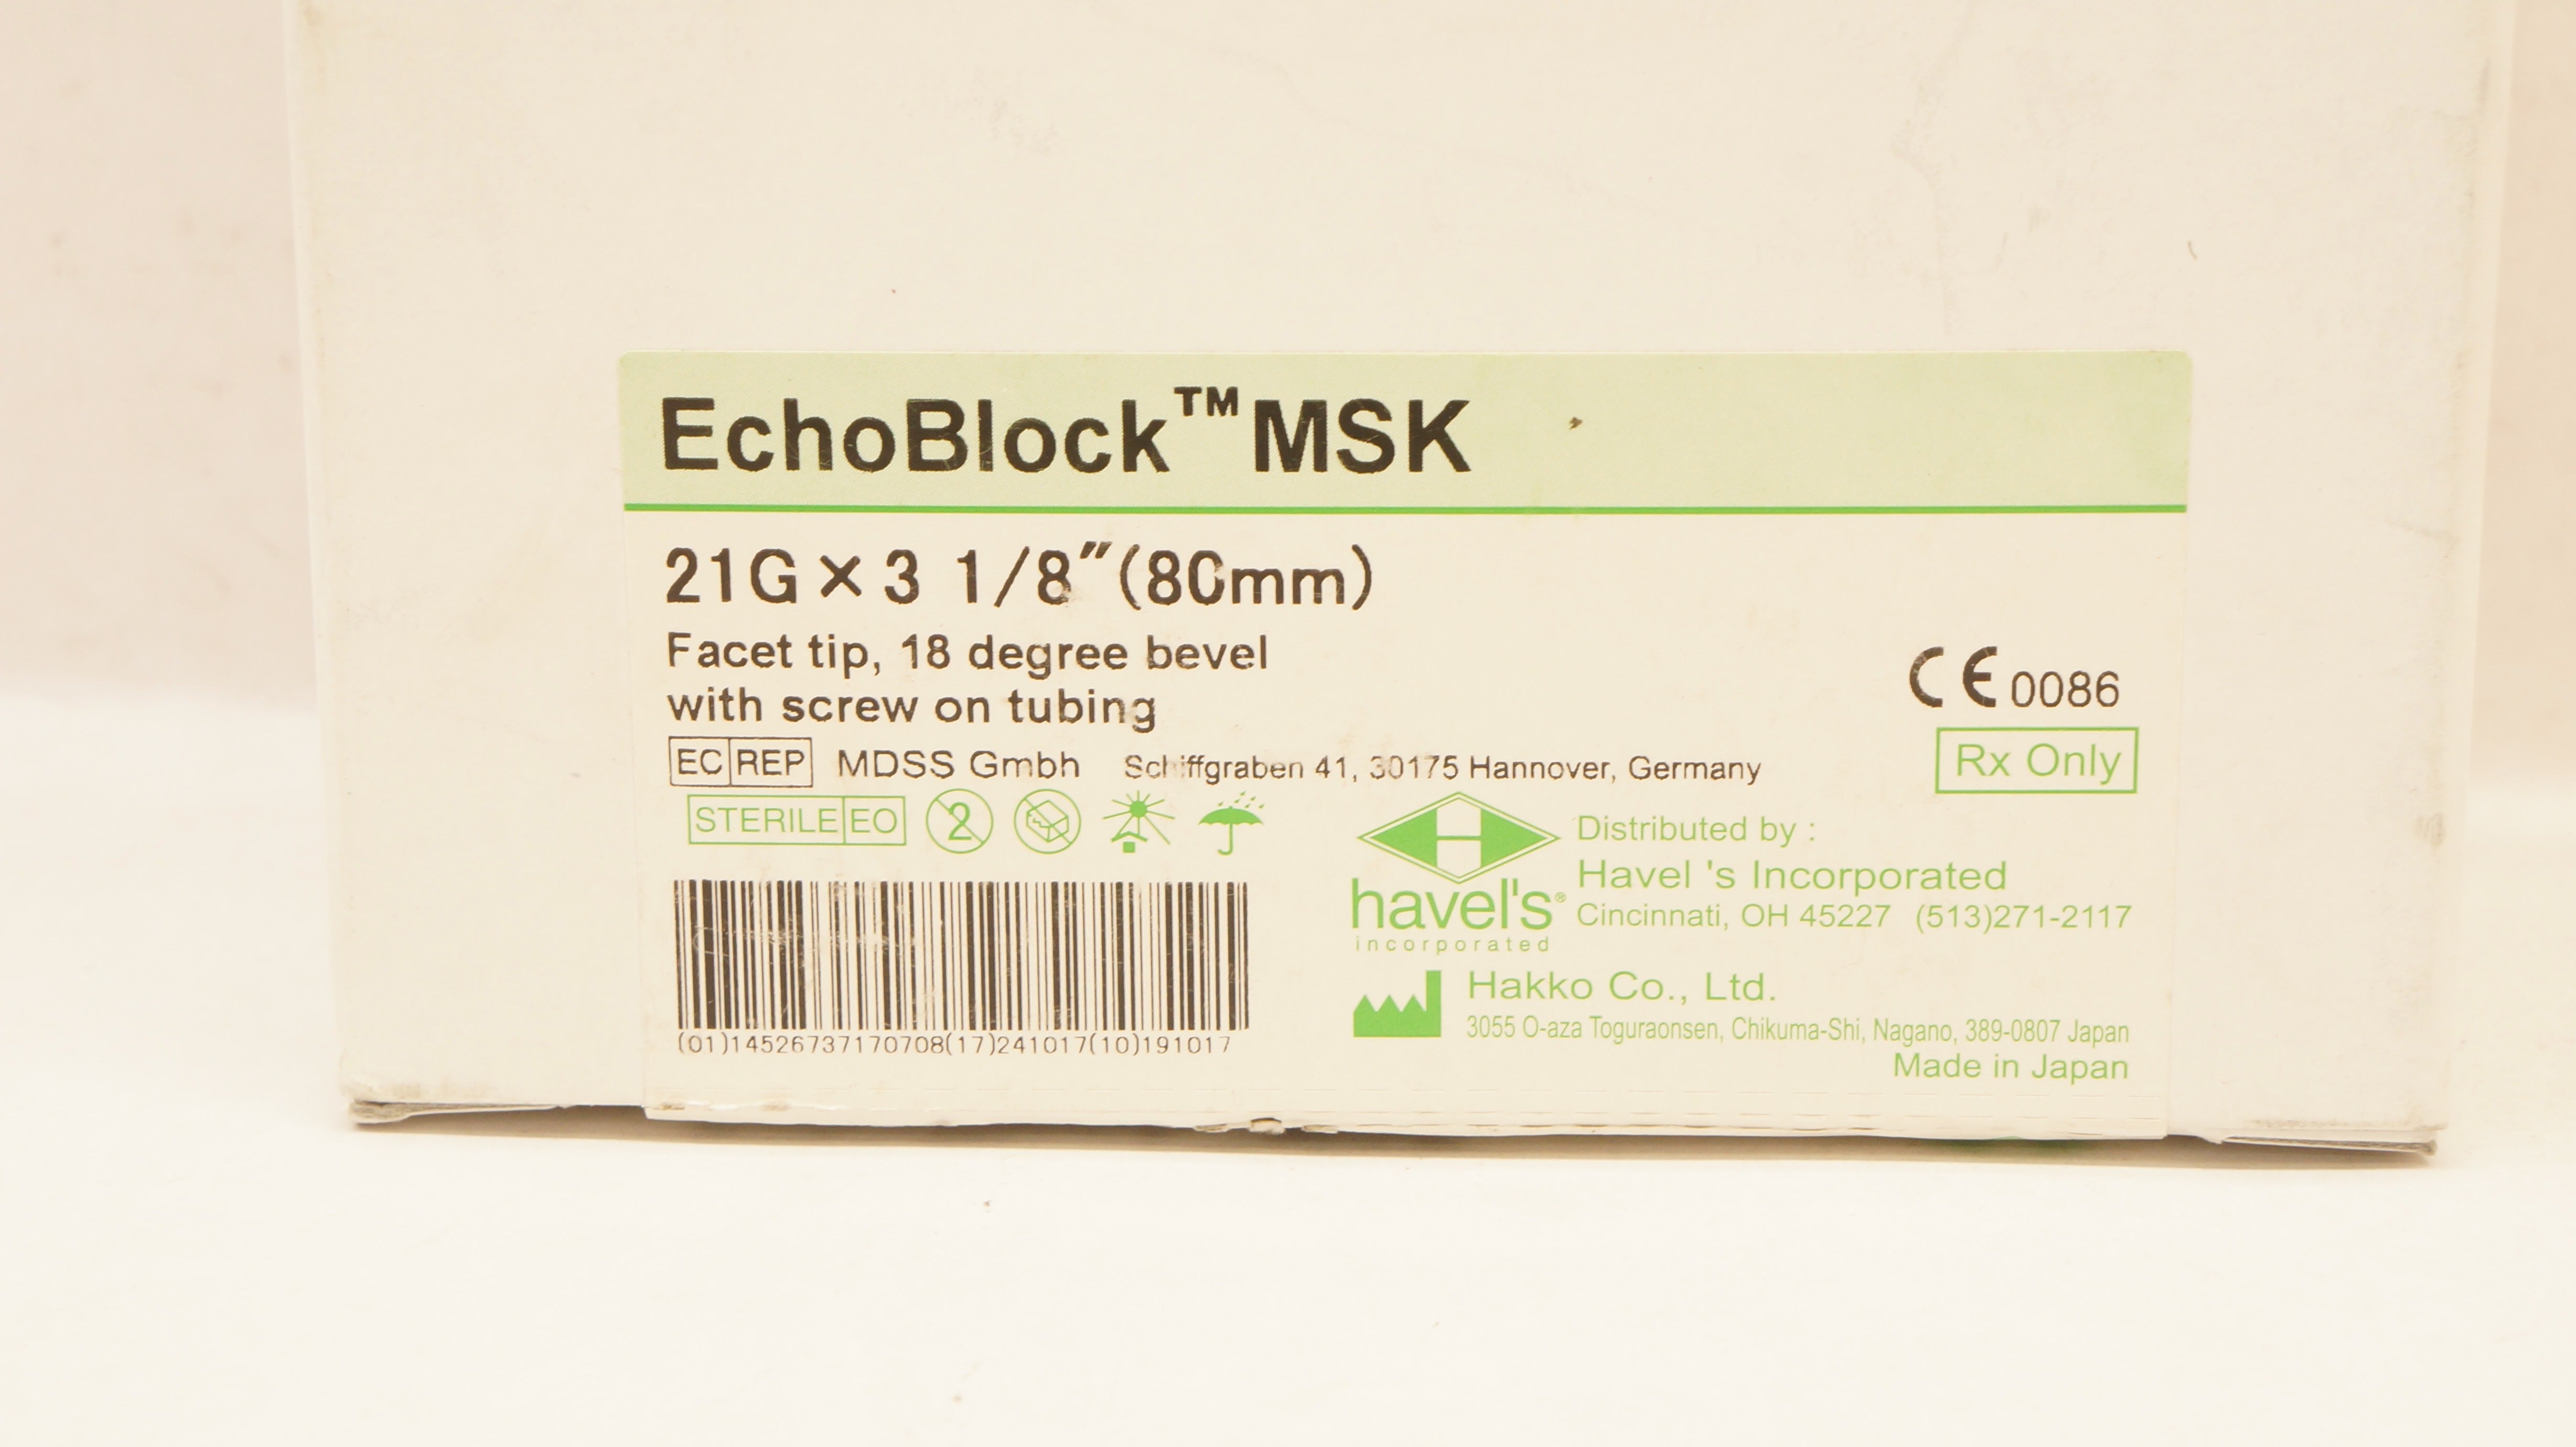 EchoBlock™MSK
21G×3 1/8″(80mm)
Facet tip, 18 degree bevel
with screw on tubing
CE 0086
EC REP MDSS Gmbh Schiffgraben 41, 30175 Hannover, Germany
Rx Only
STERILE EO 2
H
havel's®
incorporated
Distributed by :
Havel 's Incorporated
Cincinnati, OH 45227 (513)271-2117
Hakko Co., Ltd.
3055 O-aza Toguraonsen, Chikuma-Shi, Nagano, 389-0807 Japan
Made in Japan
(01)14526737170708(17)241017(10)191017